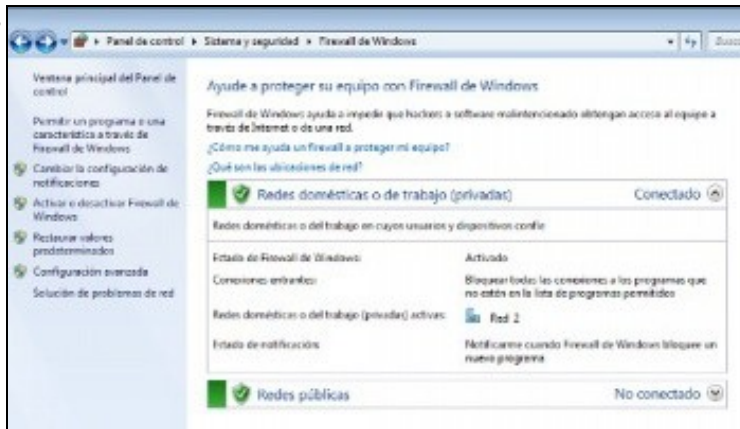 Panel de control ▸ Sistema y seguridad ▸ Firewall de Windows
Ventana principal del Panel de
control
Permitir un programa o una
característica a través de
Firewall de Windows
Cambiar la configuración de
notificaciones
Activar o desactivar Firewall de
Windows
Restaurar valores
predeterminados
Configuración avanzada
Solución de problemas de red
Ayude a proteger su equipo con Firewall de Windows
Firewall de Windows ayuda a impedir que hackers o software malintencionado obtengan acceso al equipo a
través de Internet o de una red.
¿Cómo me ayuda un firewall a proteger mi equipo?
¿Qué son las ubicaciones de red?
Redes domésticas o de trabajo (privadas) Conectado
Redes domésticas o del trabajo en cuyos usuarios y dispositivos confíe
Estado de Firewall de Windows: Activado
Conexiones entrantes: Bloquear todas las conexiones a los programas que
no estén en la lista de programas permitidos
Redes domésticas o del trabajo (privadas) activas: Red 2
Estado de notificación: Notificarme cuando Firewall de Windows bloquee un
nuevo programa
Redes públicas No conectado